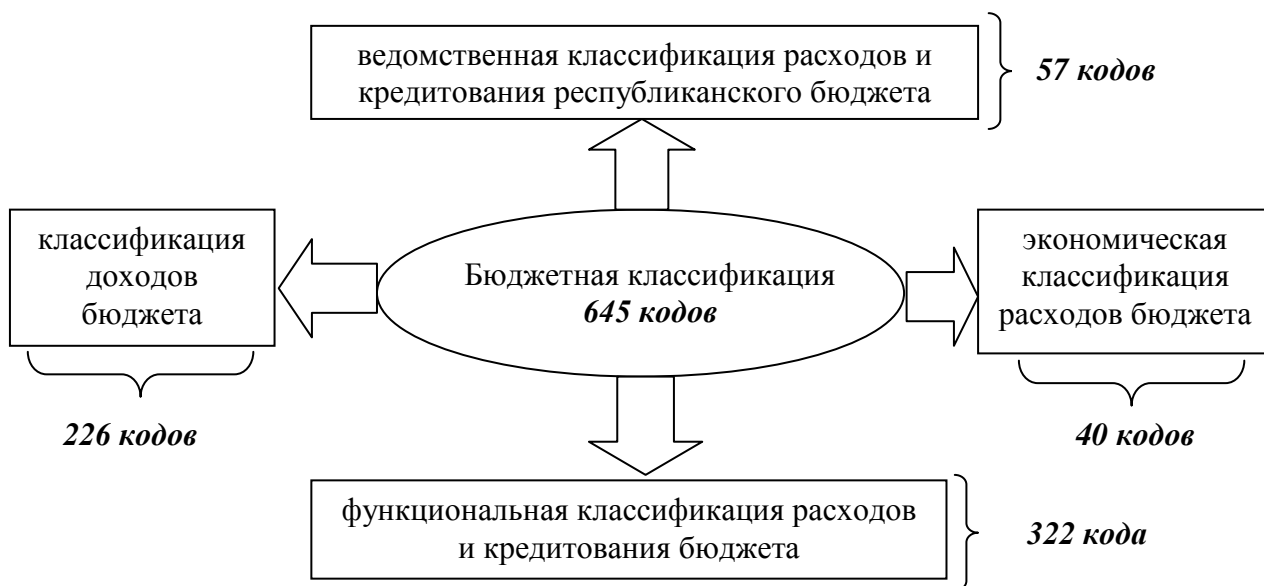 ведомственная классификация расходов и
кредитования республиканского бюджета
57 кодов
классификация
доходов
бюджета
226 кодов
Бюджетная классификация
645 кодов
экономическая
классификация
расходов бюджета
40 кодов
функциональная классификация расходов
и кредитования бюджета
322 кода